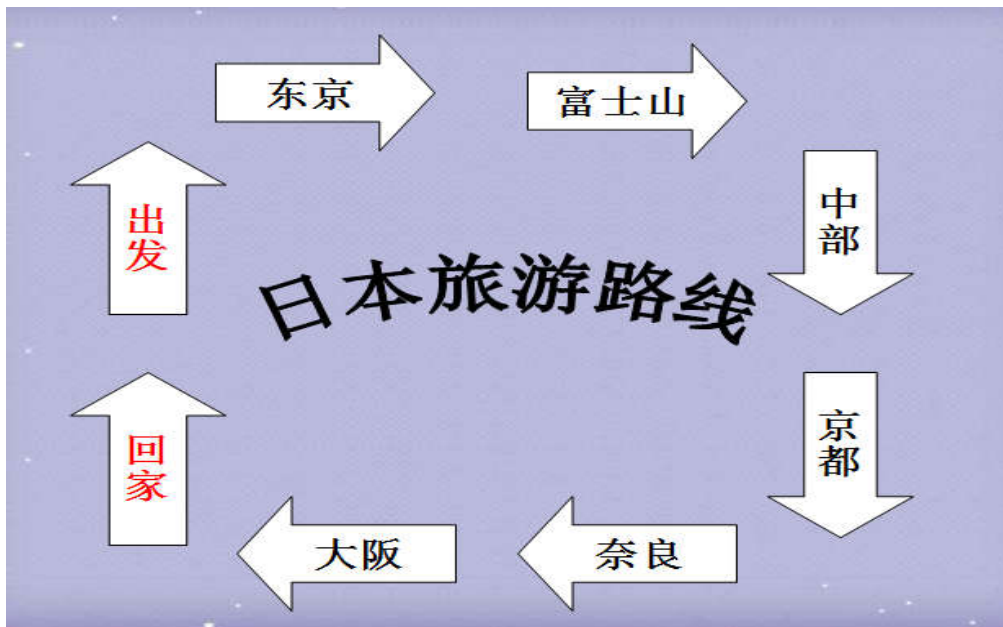 东京
富士山
出发
中部
日本旅游路线
回家
京都
大阪
奈良